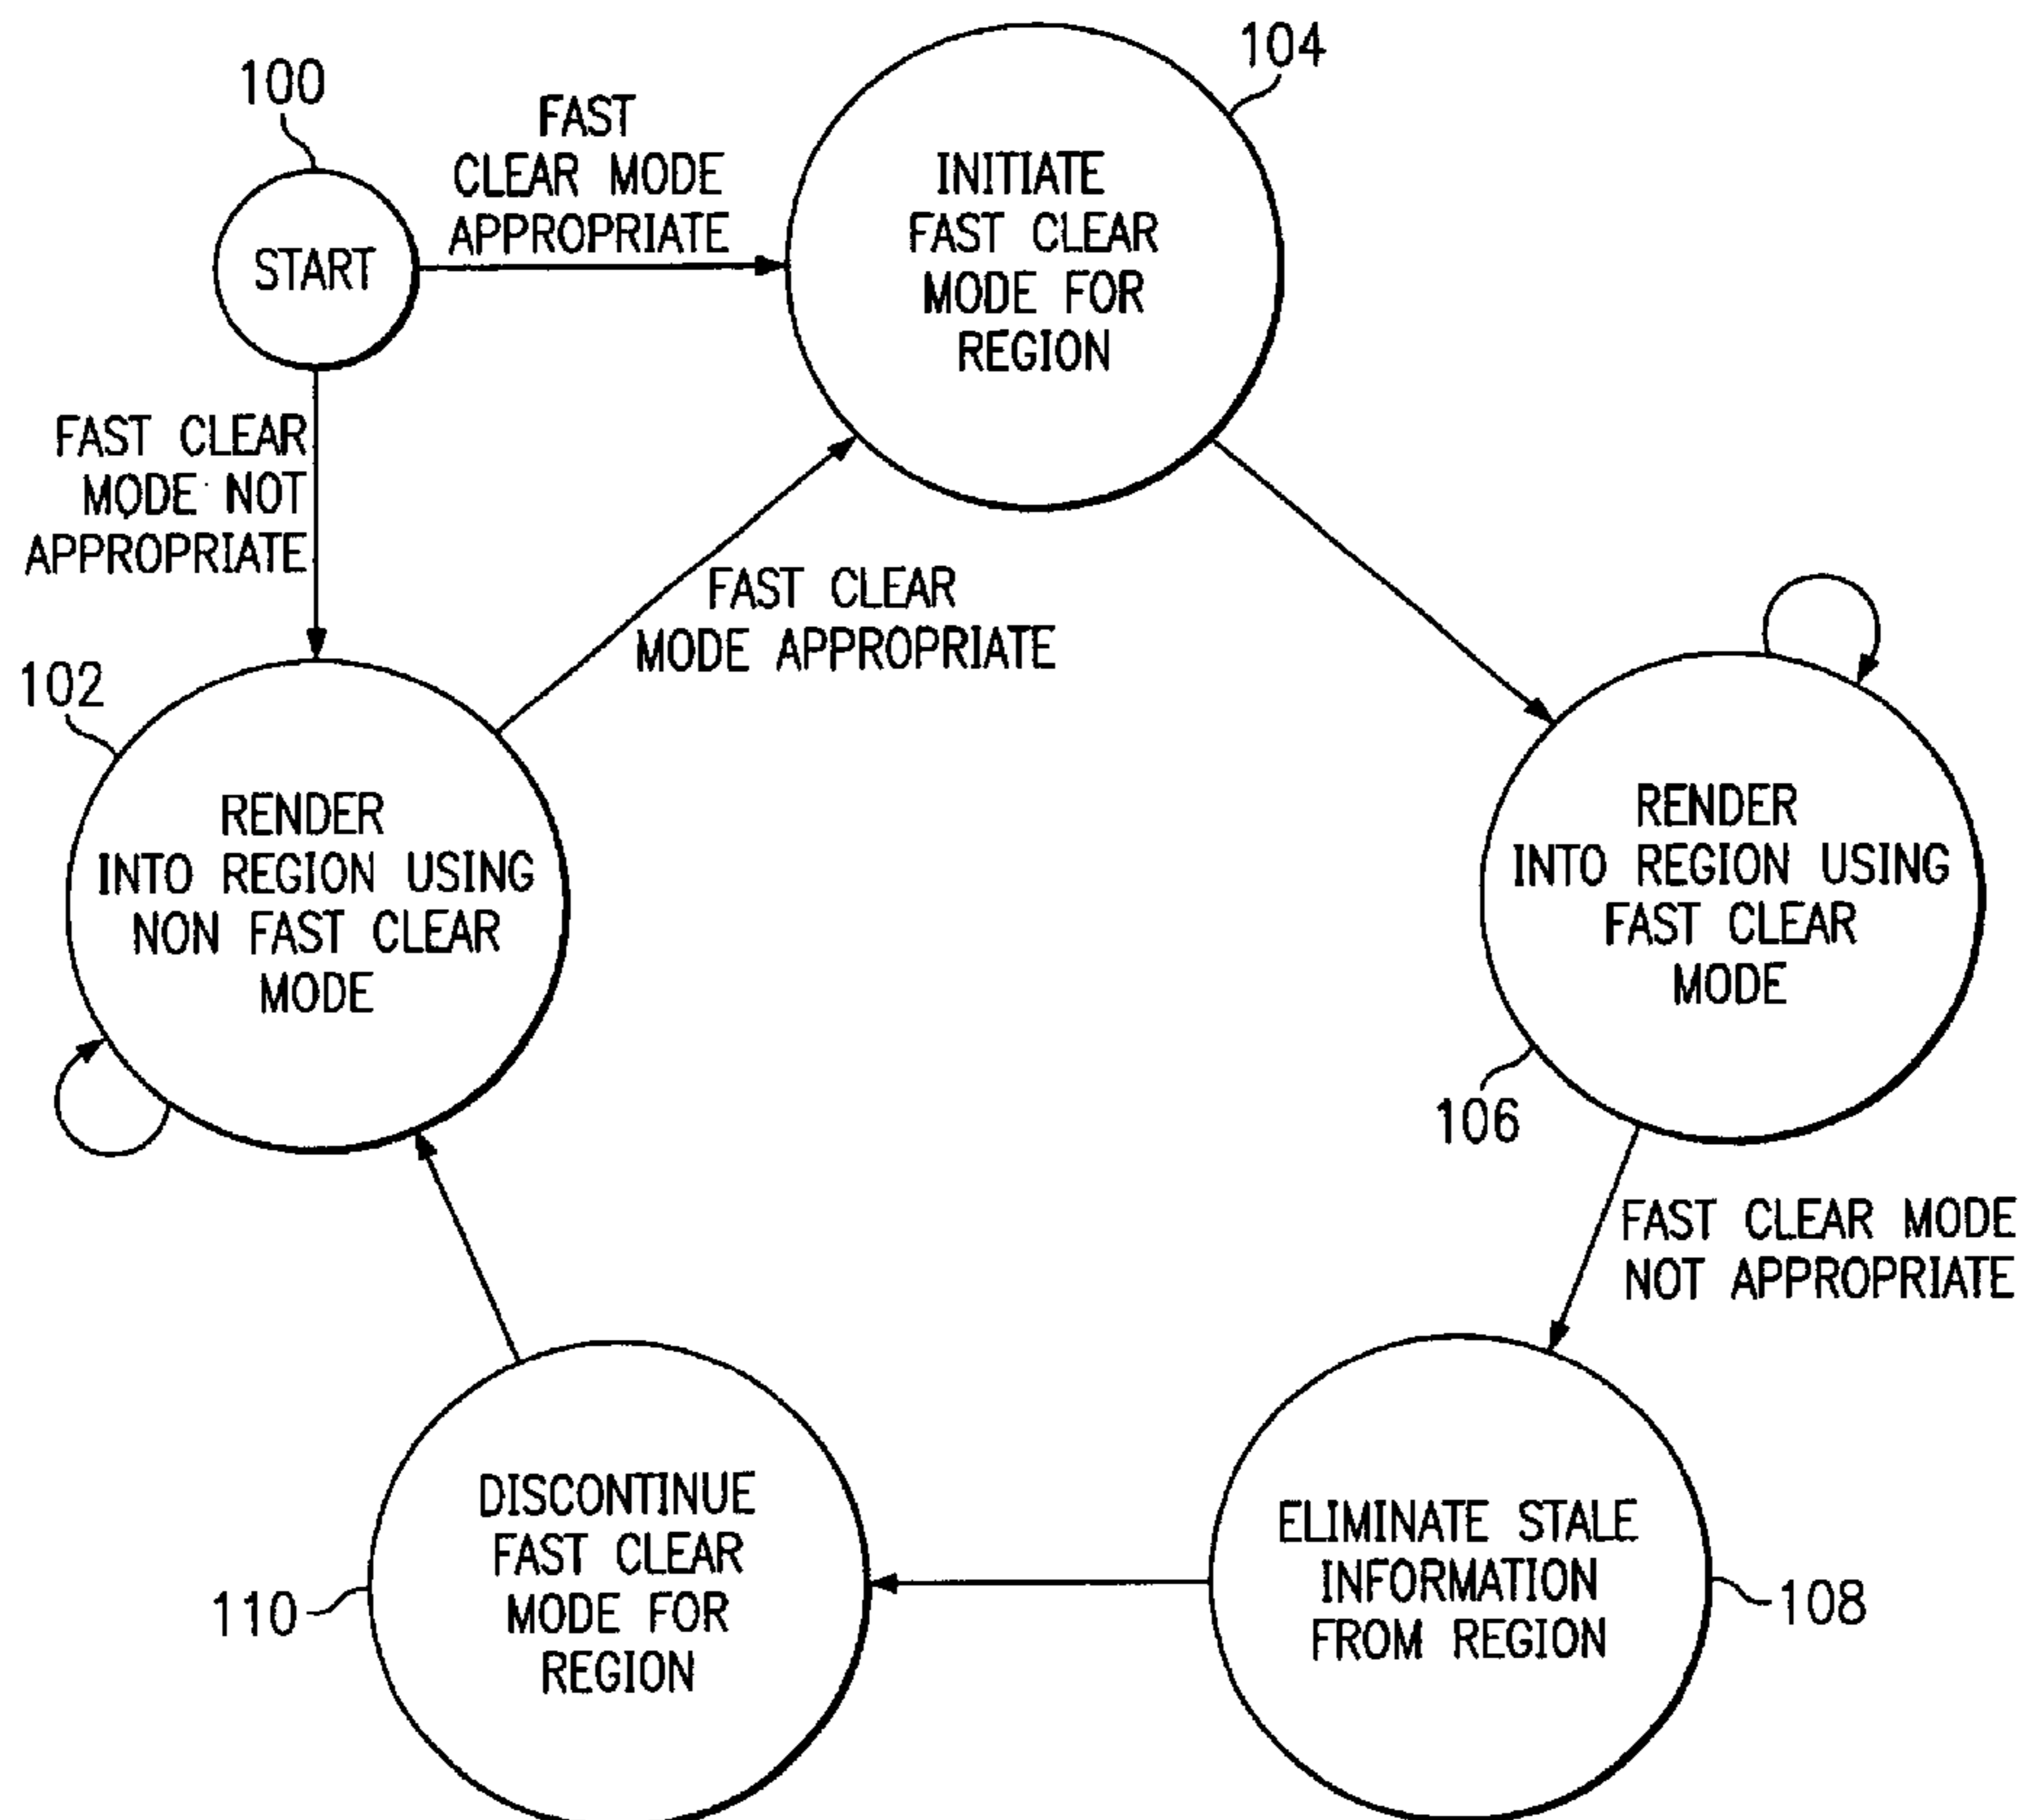 100
104
FAST
CLEAR MODE
APPROPRIATE
START
INITIATE
FAST CLEAR
MODE FOR
REGION
FAST CLEAR
MODE NOT
APPROPRIATE
FAST CLEAR
MODE APPROPRIATE
102
RENDER
INTO REGION USING
NON FAST CLEAR
MODE
RENDER
INTO REGION USING
FAST CLEAR
MODE
106
FAST CLEAR MODE
NOT APPROPRIATE
DISCONTINUE
FAST CLEAR
MODE FOR
REGION
110
ELIMINATE STALE
INFORMATION
FROM REGION
108